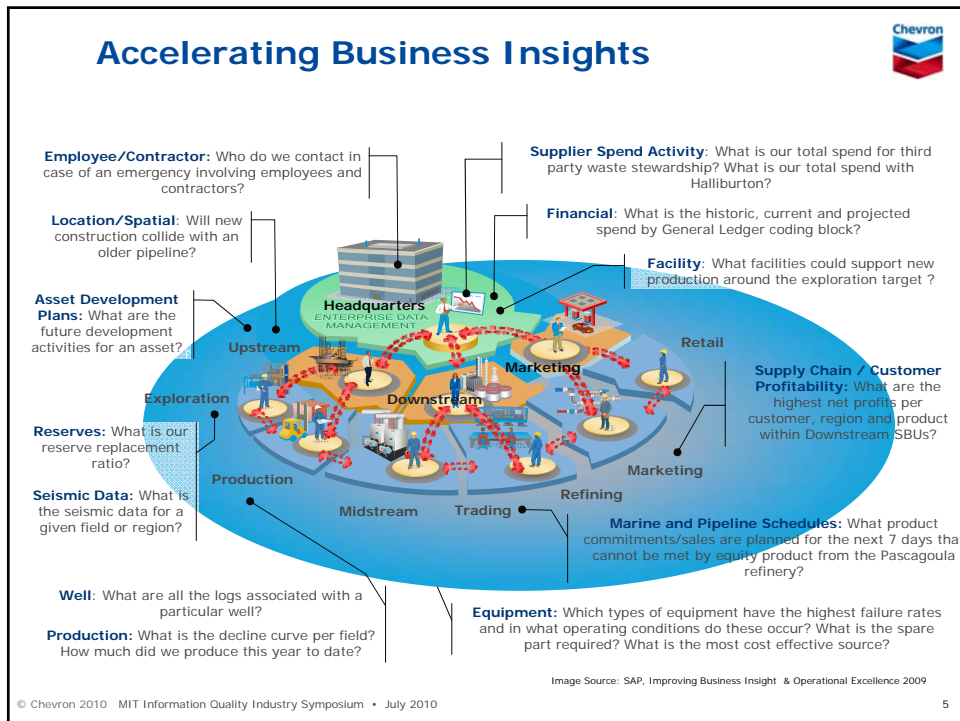 Accelerating Business Insights
Chevron
Employee/Contractor: Who do we contact in
case of an emergency involving employees and
contractors?
Supplier Spend Activity: What is our total spend for third
party waste stewardship? What is our total spend with
Halliburton?
Location/Spatial: Will new
construction collide with an
older pipeline?
Financial: What is the historic, current and projected
spend by General Ledger coding block?
Facility: What facilities could support new
production around the exploration target ?
Asset Development
Plans: What are the
future development
activities for an asset?
Headquarters
ENTERPRISE DATA
MANAGEMENT
Upstream
Retail
Marketing
Supply Chain / Customer
Profitability: What are the
highest net profits per
customer, region and product
within Downstream SBUs?
Exploration
Downstream
Reserves: What is our
reserve replacement
ratio?
Marketing
Production
Refining
Seismic Data: What is
the seismic data for a
given field or region?
Midstream
Trading
Marine and Pipeline Schedules: What product
commitments/sales are planned for the next 7 days tha
cannot be met by equity product from the Pascagoula
refinery?
Well: What are all the logs associated with a
particular well?
Production: What is the decline curve per field?
How much did we produce this year to date?
Equipment: Which types of equipment have the highest failure rates
and in what operating conditions do these occur? What is the spare
part required? What is the most cost effective source?
Image Source: SAP, Improving Business Insight & Operational Excellence 2009
© Chevron 2010 MIT Information Quality Industry Symposium • July 2010
5